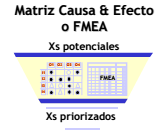 Matriz Causa & Efecto
o FMEA
Xs potenciales
FMEA
Xs priorizados